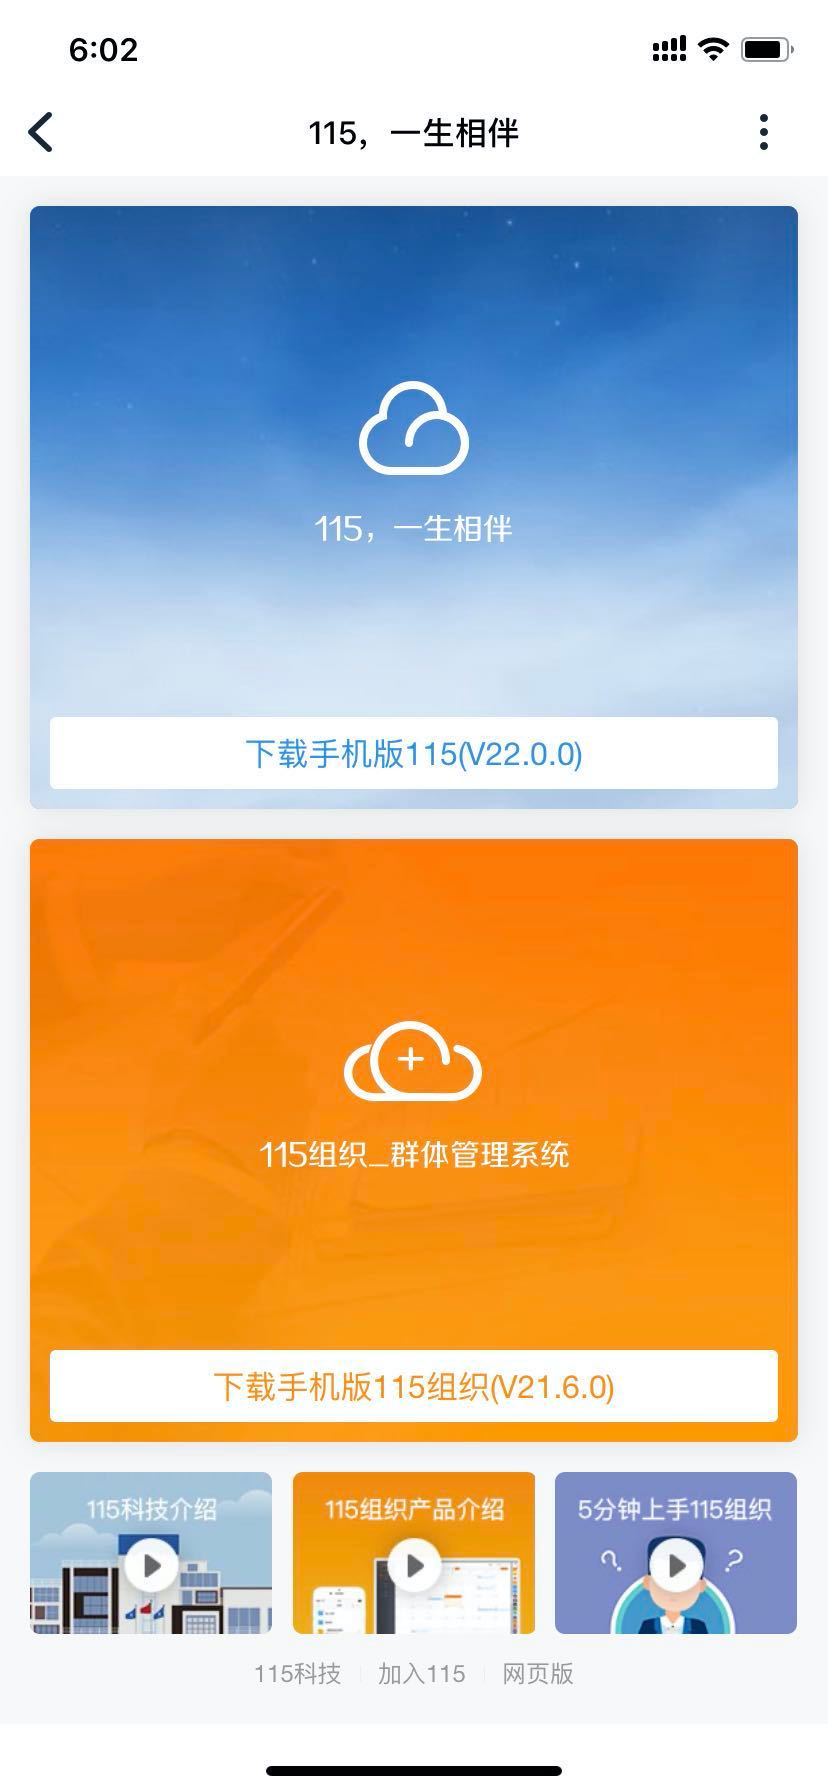 6:02
115，一生相伴
115，一生相伴
下载手机版115(V22.0.0)
115组织_群体管理系统
下载手机版115组织(V21.6.0)
115科技介绍
115组织产品介绍
5分钟上手115组织
115科技
加入115
网页版